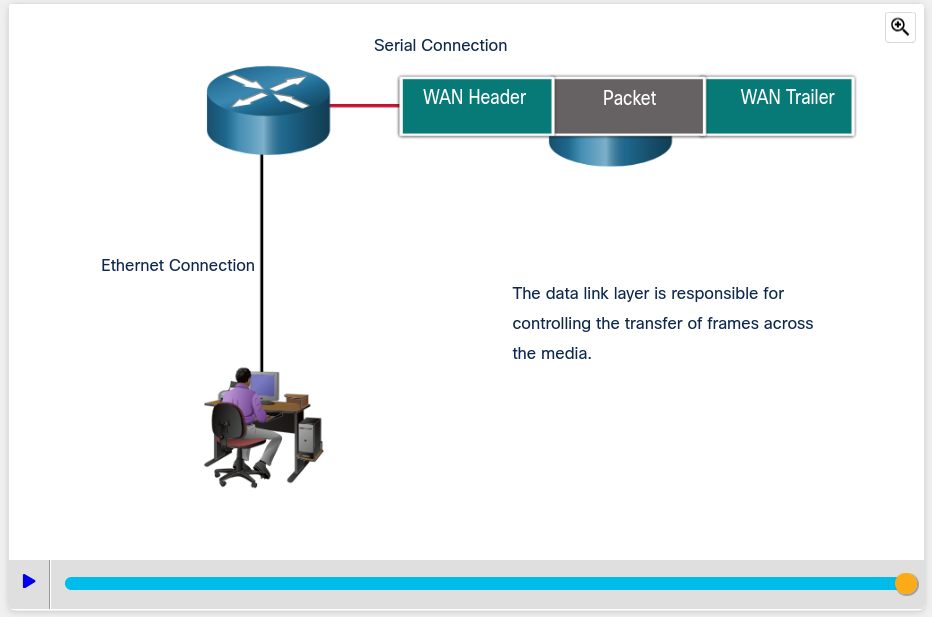 Serial Connection
WAN Header Packet WAN Trailer
Ethernet Connection
The data link layer is responsible for
controlling the transfer of frames across
the media.